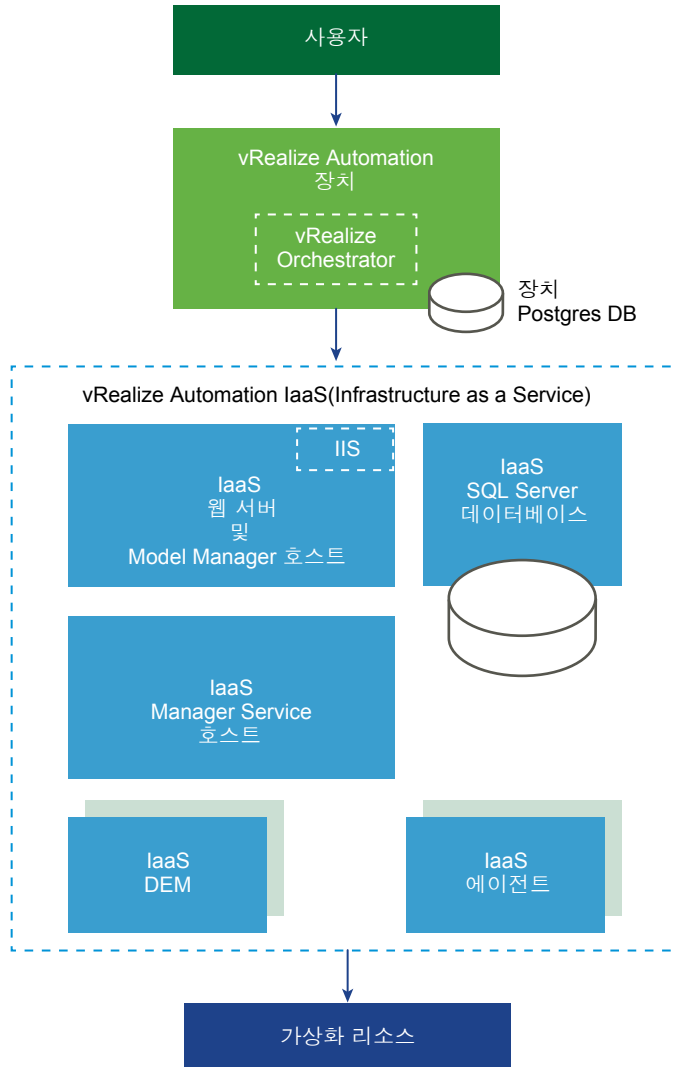 사용자
vRealize Automation
장치
vRealize
Orchestrator
장치
Postgres DB
vRealize Automation IaaS(Infrastructure as a Service)
IIS
IaaS
웹 서버
및
Model Manager 호스트
IaaS
SQL Server
데이터베이스
IaaS
Manager Service
호스트
IaaS
DEM
IaaS
에이전트
가상화 리소스